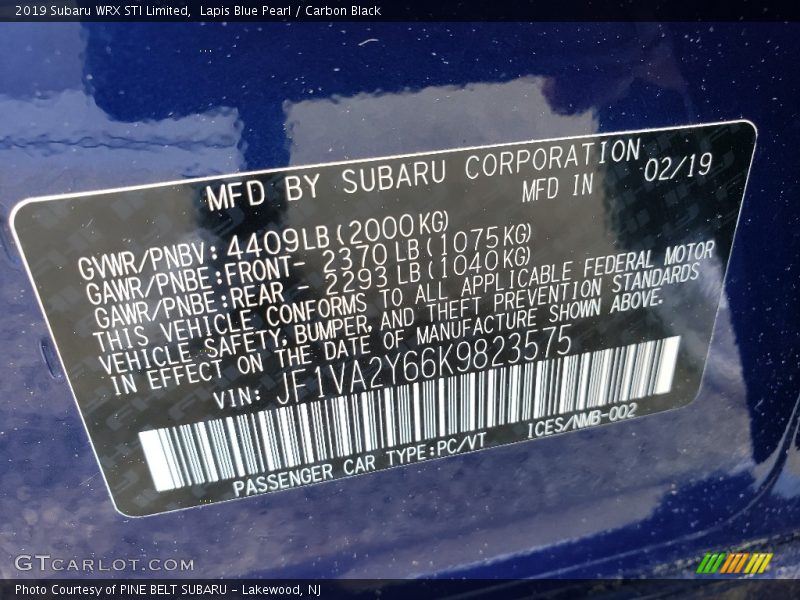 2019 Subaru WRX STI Limited, Lapis Blue Pearl / Carbon Black
MFD BY SUBARU CORPORATION
MFD IN 02/19
GVWR/PNBV: 4409LB(2000KG)
GAWR/PNBE:FRONT- 2370 LB(1075KG)
GAWR/PNBE:REAR - 2293 LB(1040KG)
THIS VEHICLE CONFORMS TO ALL APPLICABLE FEDERAL MOTOR
VEHICLE SAFETY, BUMPER, AND THEFT PREVENTION STANDARDS
IN EFFECT ON THE DATE OF MANUFACTURE SHOWN ABOVE.
VIN: JF1VA2Y66K9823575
PASSENGER CAR TYPE:PC/VT ICES/NMB-002
GTCARLOT.COM
Photo Courtesy of PINE BELT SUBARU - Lakewood, NJ